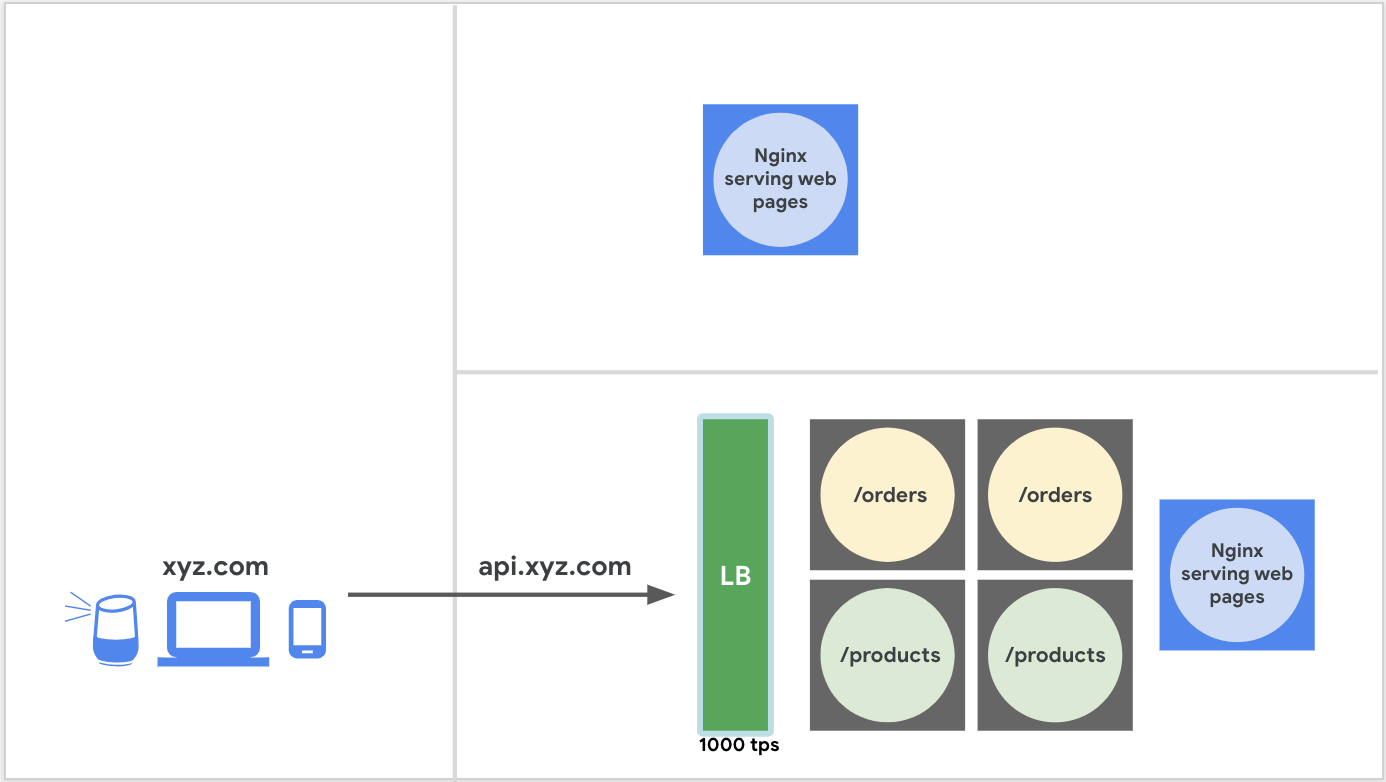 Nginx
serving web
pages
xyz.com
api.xyz.com
LB
1000 tps
/orders
/orders
/products
/products
Nginx
serving web
pages